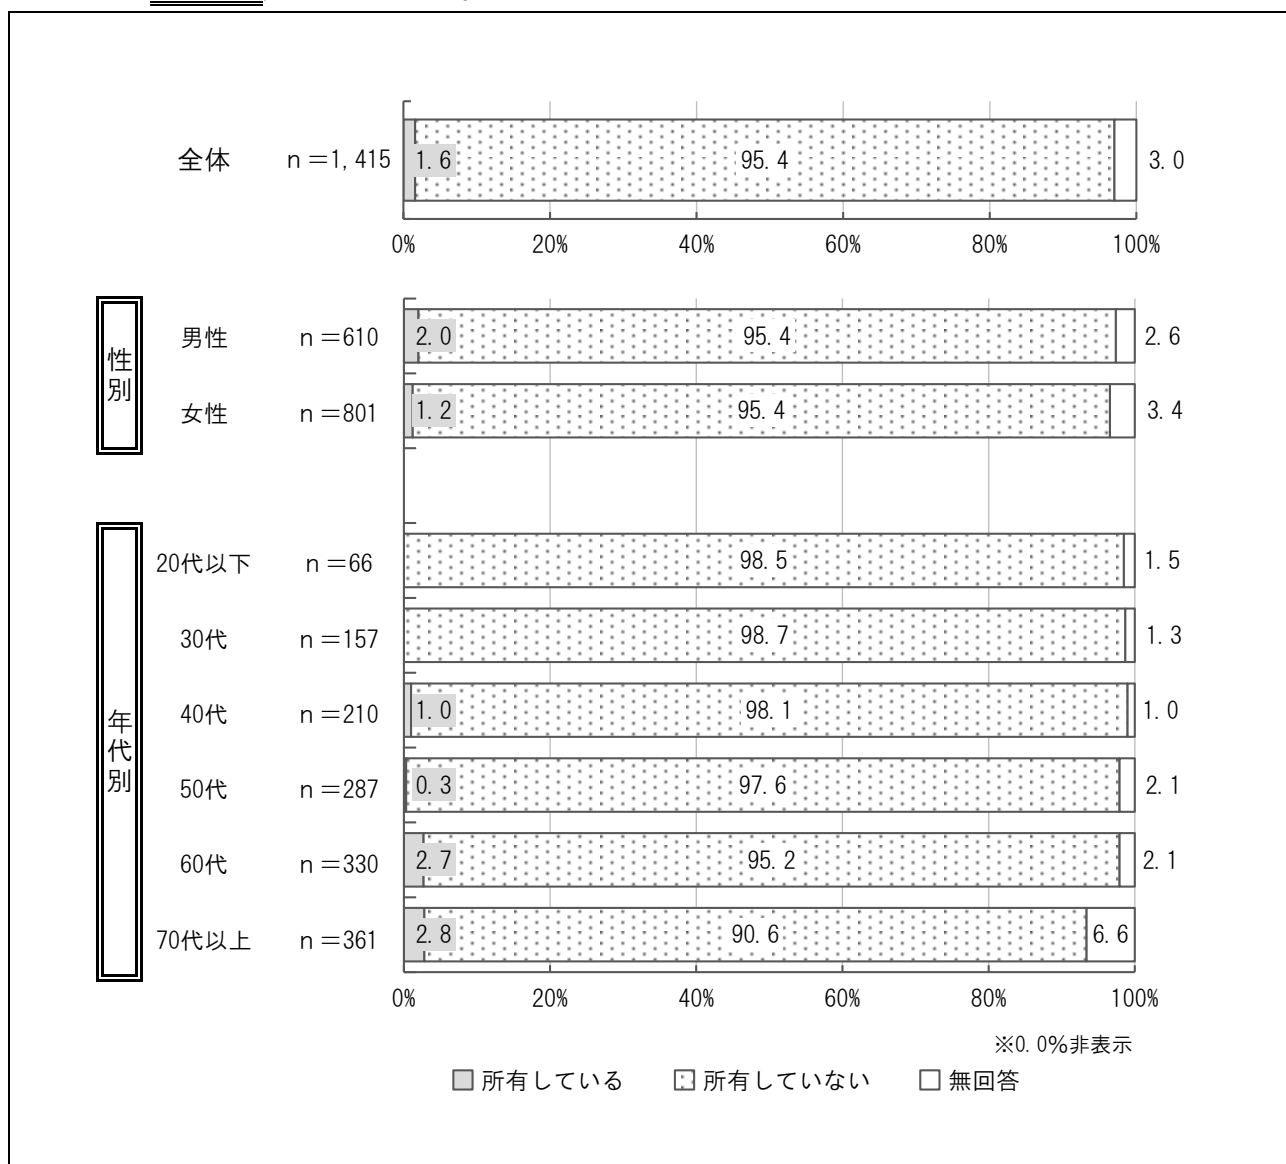 全体 n＝1,415 1.6 95.4 3.0
0% 20% 40% 60% 80% 100%
性別
男性 n＝610 2.0 95.4 2.6
女性 n＝801 1.2 95.4 3.4
年代別
20代以下 n＝66 98.5 1.5
30代 n＝157 98.7 1.3
40代 n＝210 1.0 98.1 1.0
50代 n＝287 0.3 97.6 2.1
60代 n＝330 2.7 95.2 2.1
70代以上 n＝361 2.8 90.6 6.6
0% 20% 40% 60% 80% 100%
※0.0%非表示
所有している 所有していない 無回答